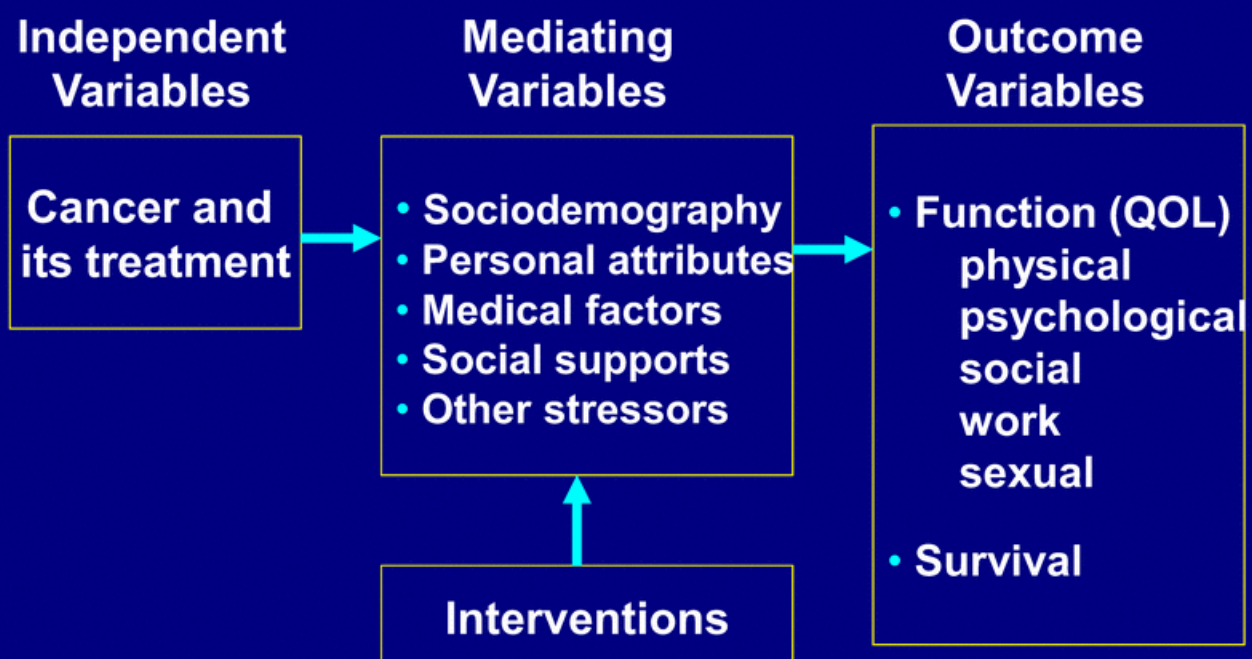 Independent
Variables
Cancer and
its treatment
Mediating
Variables
• Sociodemography
• Personal attributes
• Medical factors
• Social supports
• Other stressors
Interventions
Outcome
Variables
• Function (QOL)
physical
psychological
social
work
sexual
• Survival